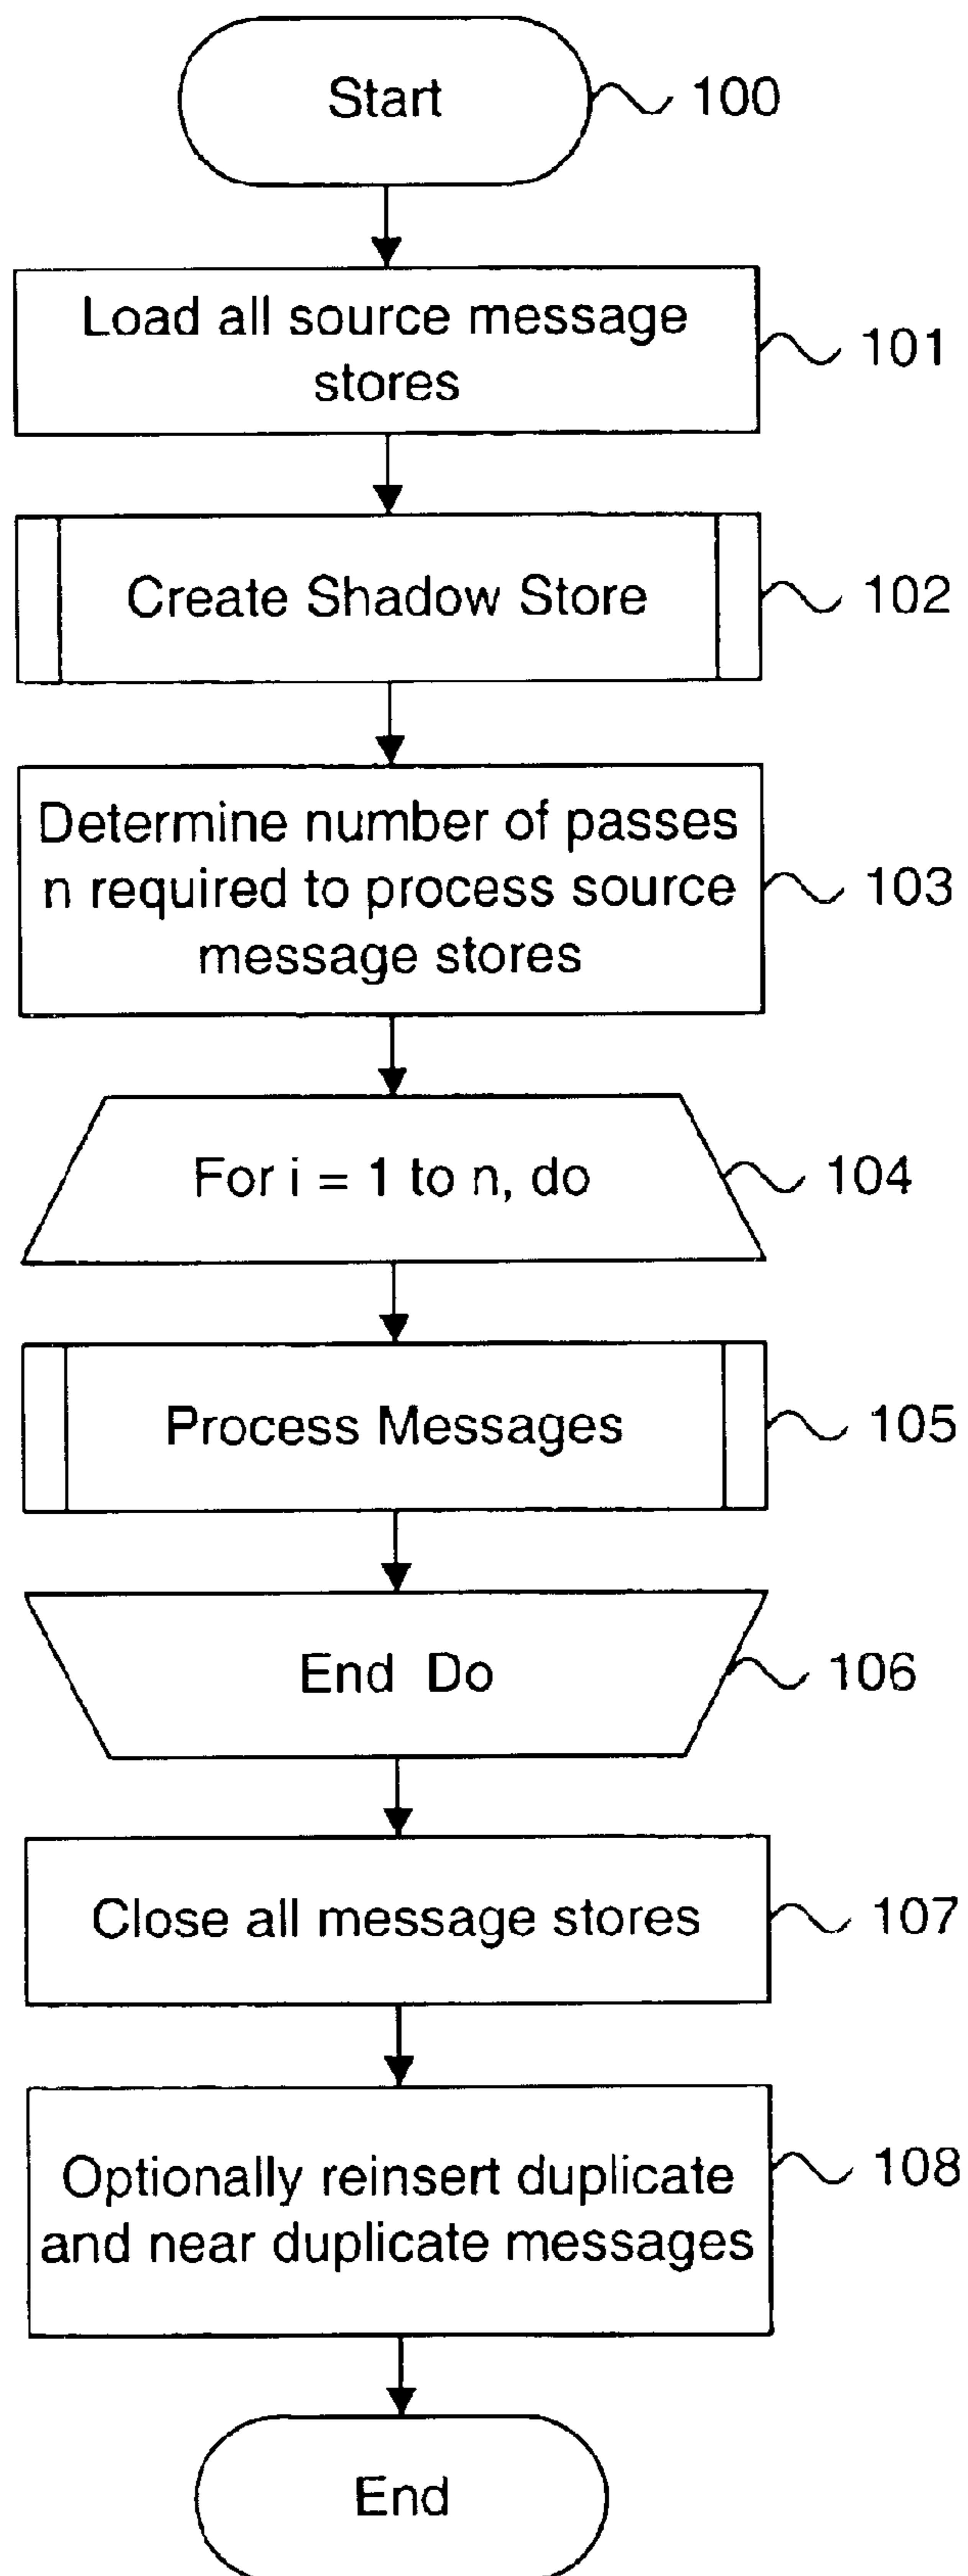 Start
100
Load all source message
stores
101
Create Shadow Store
102
Determine number of passes
n required to process source
message stores
103
For i = 1 to n, do
104
Process Messages
105
End Do
106
Close all message stores
107
Optionally reinsert duplicate
and near duplicate messages
108
End